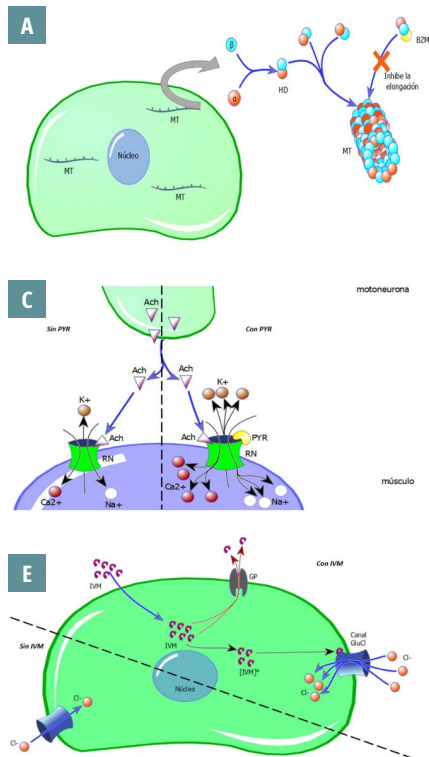 A
β
α
HD
BZM
Inhibe la
elongación
MT
Núcleo
MT
MT
MT
C
motoneurona
Ach
Sin PYR
Con PYR
Ach
Ach
K+
K+
Ach
Ach
PYR
RN
RN
Ca2+
Na+
Ca2+
Na+
músculo
E
Con IVM
IVM
GP
Sin IVM
IVM
Canal
GluCl
[IVM]*
Cl-
Cl-
Núcleo
Cl-
Cl-